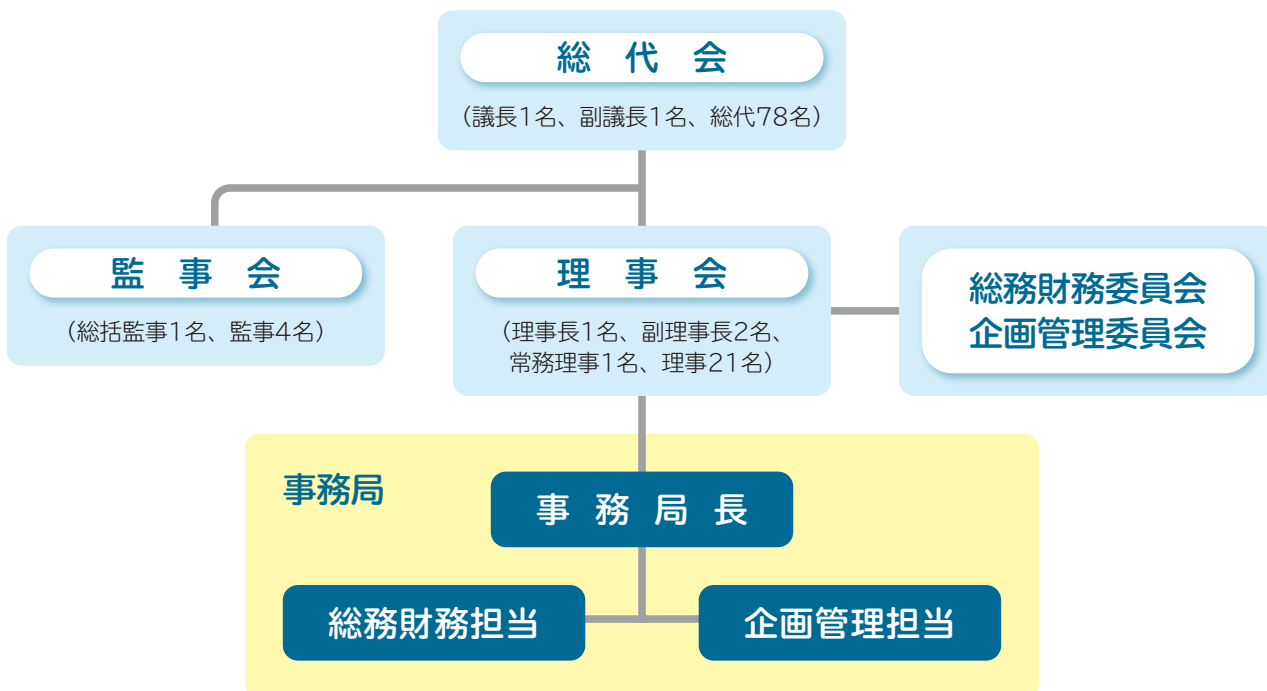 総代会
（議長1名、副議長1名、総代78名）
監事会
（総括監事1名、監事4名）
理事会
（理事長1名、副理事長2名、
常務理事1名、理事21名）
総務財務委員会
企画管理委員会
事務局
事務局長
総務財務担当
企画管理担当